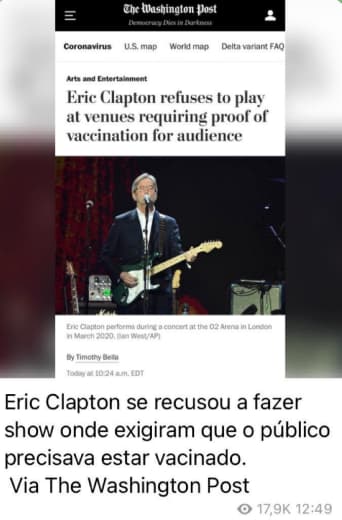 The Washington Post
Democracy Dies in Darkness
Coronavirus U.S. map World map Delta variant FAQ
Arts and Entertainment
Eric Clapton refuses to play
at venues requiring proof of
vaccination for audience
Eric Clapton performs during a concert at the O2 Arena in London
in March 2020. (Ian West/AP)
By Timothy Bella
Today at 10:24 a.m. EDT
Eric Clapton se recusou a fazer
show onde exigiram que o público
precisava estar vacinado.
Via The Washington Post
17,9K 12:49